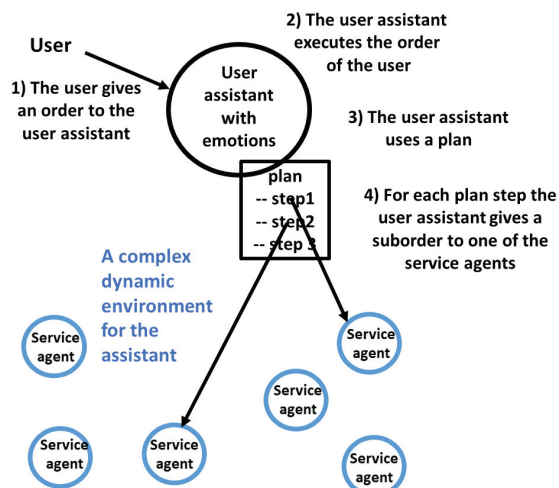 User
1) The user gives
an order to the
user assistant
User
assistant
with
emotions
2) The user assistant
executes the order
of the user
3) The user assistant
uses a plan
plan
-- step1
-- step2
-- step 3
4) For each plan step the
user assistant gives a
suborder to one of the
service agents
A complex
dynamic
environment
for the
assistant
Service
agent
Service
agent
Service
agent
Service
agent
Service
agent
Service
agent